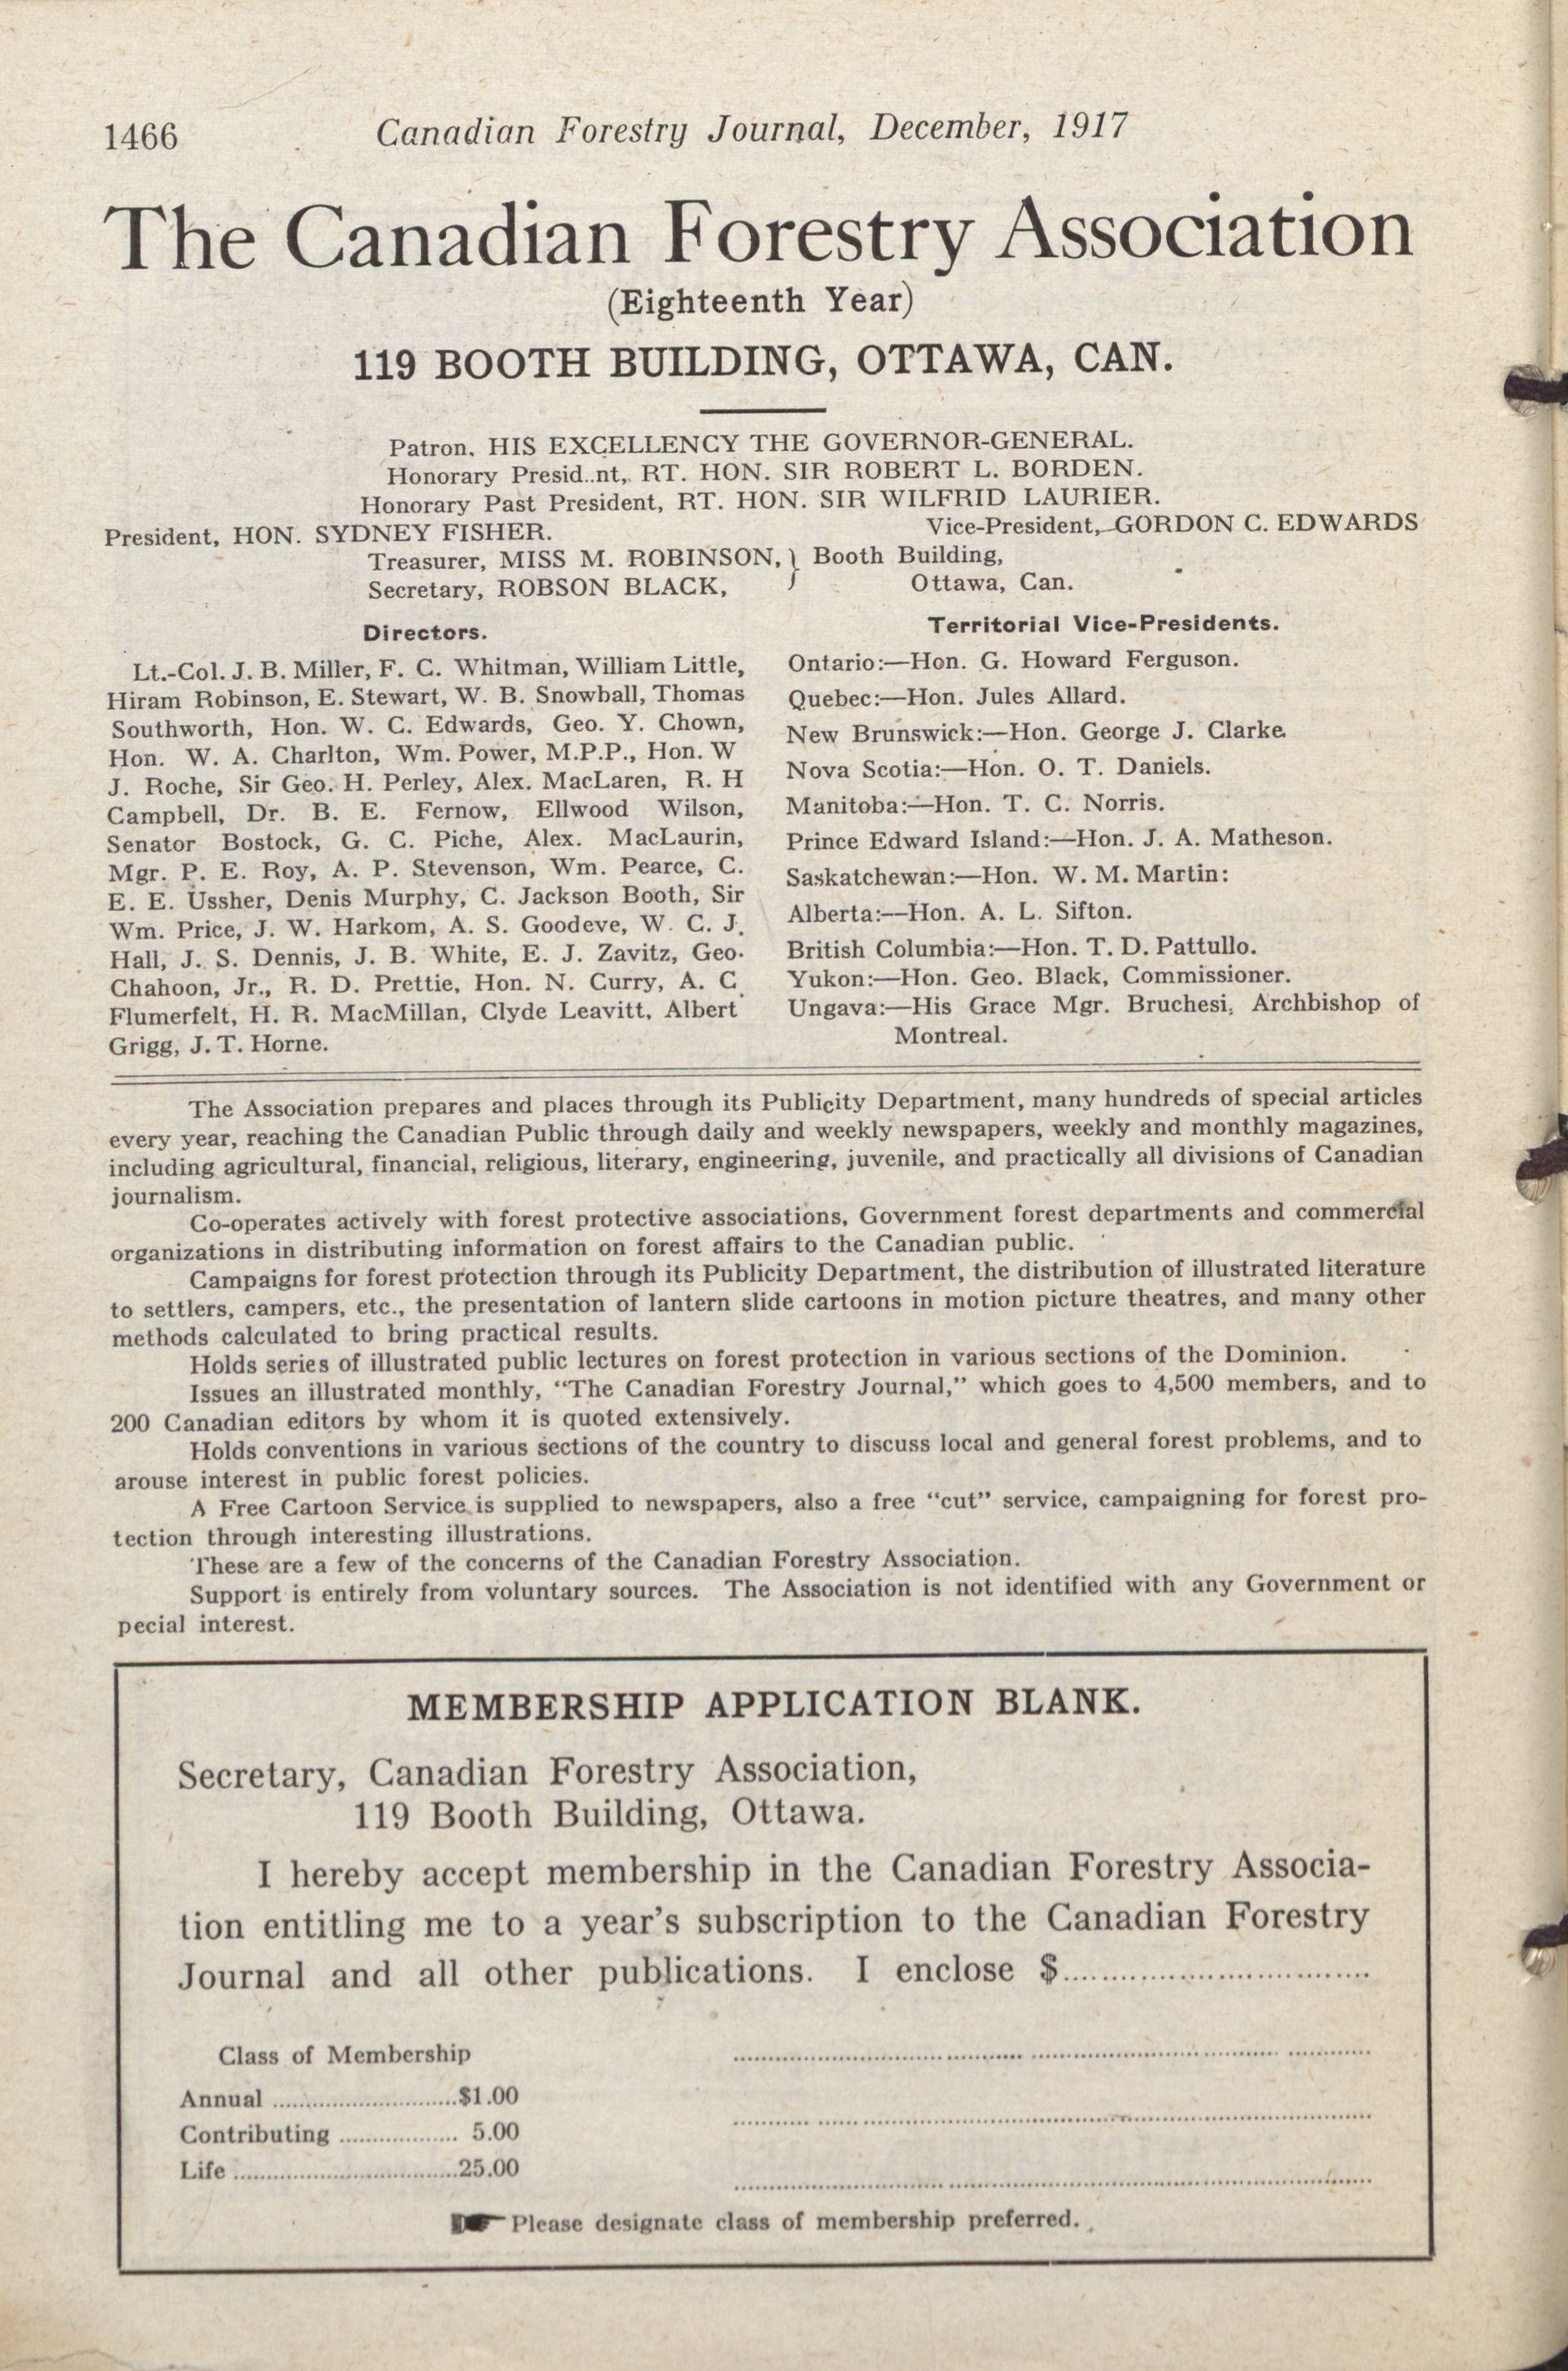 1466
Canadian Forestry Journal, December, 1917
The Canadian Forestry Association
(Eighteenth Year)
119 BOOTH BUILDING, OTTAWA, CAN.
Patron. HIS EXCELLENCY THE GOVERNOR-GENERAL.
Honorary Presid..nt, RT. HON. SIR ROBERT L. BORDEN.
Honorary Past President, RT. HON. SIR WILFRID LAURIER.
President, HON. SYDNEY FISHER.
Vice-President, GORDON C. EDWARDS
Treasurer, MISS M. ROBINSON, } Booth Building,
Secretary, ROBSON BLACK, Ottawa, Can.
Directors.
Lt.-Col. J. B. Miller, F. C. Whitman, William Little,
Hiram Robinson, E. Stewart, W. B. Snowball, Thomas
Southworth, Hon. W. C. Edwards, Geo. Y. Chown,
Hon. W. A. Charlton, Wm. Power, M.P.P., Hon. W
J. Roche, Sir Geo. H. Perley, Alex. MacLaren, R. H
Campbell, Dr. B. E. Fernow, Ellwood Wilson,
Senator Bostock, G. C. Piche, Alex. MacLaurin,
Mgr. P. E. Roy, A. P. Stevenson, Wm. Pearce, C.
E. E. Ussher, Denis Murphy, C. Jackson Booth, Sir
Wm. Price, J. W. Harkom, A. S. Goodeve, W. C. J.
Hall, J. S. Dennis, J. B. White, E. J. Zavitz, Geo.
Chahoon, Jr., R. D. Prettie, Hon. N. Curry, A. C.
Flumerfelt, H. R. MacMillan, Clyde Leavitt, Albert
Grigg, J. T. Horne.
Territorial Vice-Presidents.
Ontario:—Hon. G. Howard Ferguson.
Quebec:—Hon. Jules Allard.
New Brunswick:—Hon. George J. Clarke.
Nova Scotia:—Hon. O. T. Daniels.
Manitoba:—Hon. T. C. Norris.
Prince Edward Island:—Hon. J. A. Matheson.
Saskatchewan:—Hon. W. M. Martin:
Alberta:—Hon. A. L. Sifton.
British Columbia:—Hon. T. D. Pattullo.
Yukon:—Hon. Geo. Black, Commissioner.
Ungava:—His Grace Mgr. Bruchesi, Archbishop of
Montreal.
The Association prepares and places through its Publicity Department, many hundreds of special articles
every year, reaching the Canadian Public through daily and weekly newspapers, weekly and monthly magazines,
including agricultural, financial, religious, literary, engineering, juvenile, and practically all divisions of Canadian
journalism.
Co-operates actively with forest protective associations, Government forest departments and commercial
organizations in distributing information on forest affairs to the Canadian public.
Campaigns for forest protection through its Publicity Department, the distribution of illustrated literature
to settlers, campers, etc., the presentation of lantern slide cartoons in motion picture theatres, and many other
methods calculated to bring practical results.
Holds series of illustrated public lectures on forest protection in various sections of the Dominion.
Issues an illustrated monthly, "The Canadian Forestry Journal," which goes to 4,500 members, and to
200 Canadian editors by whom it is quoted extensively.
Holds conventions in various sections of the country to discuss local and general forest problems, and to
arouse interest in public forest policies.
A Free Cartoon Service is supplied to newspapers, also a free "cut" service, campaigning for forest pro-
tection through interesting illustrations.
These are a few of the concerns of the Canadian Forestry Association.
Support is entirely from voluntary sources. The Association is not identified with any Government or
pecial interest.
MEMBERSHIP APPLICATION BLANK.
Secretary, Canadian Forestry Association,
119 Booth Building, Ottawa.
I hereby accept membership in the Canadian Forestry Associa-
tion entitling me to a year's subscription to the Canadian Forestry
Journal and all other publications. I enclose $..............................
Class of Membership
Annual ...........................$1.00
Contributing .................. 5.00
Life .................................25.00
☛ Please designate class of membership preferred.